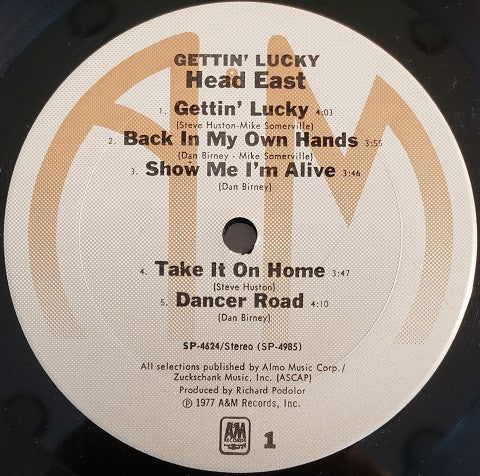 GETTIN' LUCKY
Head East
1. Gettin' Lucky 4:03
(Steve Huston-Mike Somerville)
2. Back In My Own Hands 3:55
(Dan Birney - Mike Somerville)
3. Show Me I'm Alive 3:46
(Dan Birney)
4. Take It On Home 3:47
(Steve Huston)
5. Dancer Road 4:10
(Dan Birney)
SP-4624/Stereo (SP-4985)
All selections published by Almo Music Corp./
Zuckschank Music, Inc. (ASCAP)
Produced by Richard Podolor
℗ 1977 A&M Records, Inc.
A&M
RECORDS
1